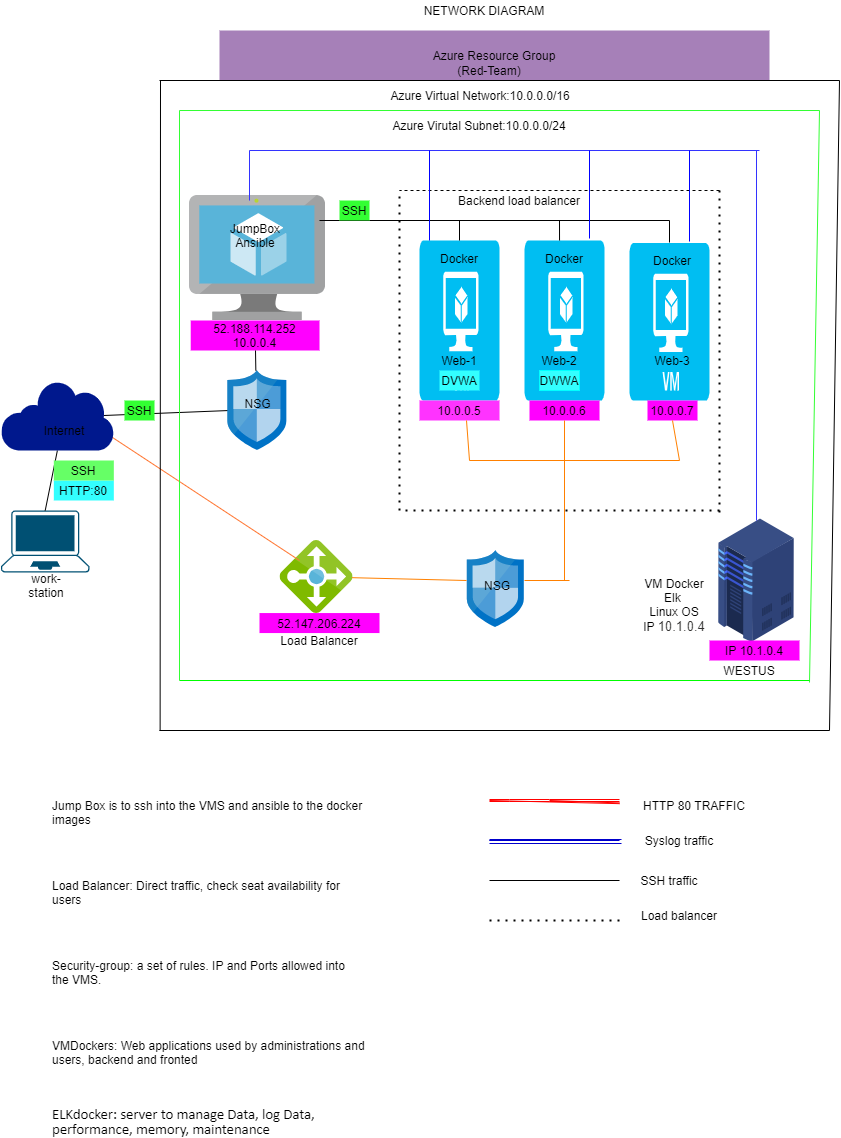 NETWORK DIAGRAM
Azure Resource Group
(Red-Team)
Azure Virtual Network:10.0.0.0/16
Azure Virutal Subnet:10.0.0.0/24
Backend load balancer
SSH
JumpBox
Ansible
Docker
Docker
Docker
52.188.114.252
10.0.0.4
Web-1
Web-2
Web-3
DVWA
DWWA
VM
10.0.0.5
10.0.0.6
10.0.0.7
NSG
SSH
Internet
SSH
HTTP:80
work-
station
NSG
VM Docker
Elk
Linux OS
IP 10.1.0.4
52.147.206.224
Load Balancer
IP 10.1.0.4
WESTUS
Jump Box is to ssh into the VMS and ansible to the docker
images
Load Balancer: Direct traffic, check seat availability for
users
Security-group: a set of rules. IP and Ports allowed into
the VMS.
VMDockers: Web applications used by administrations and
users, backend and fronted
ELKdocker: server to manage Data, log Data,
performance, memory, maintenance
HTTP 80 TRAFFIC
Syslog traffic
SSH traffic
Load balancer